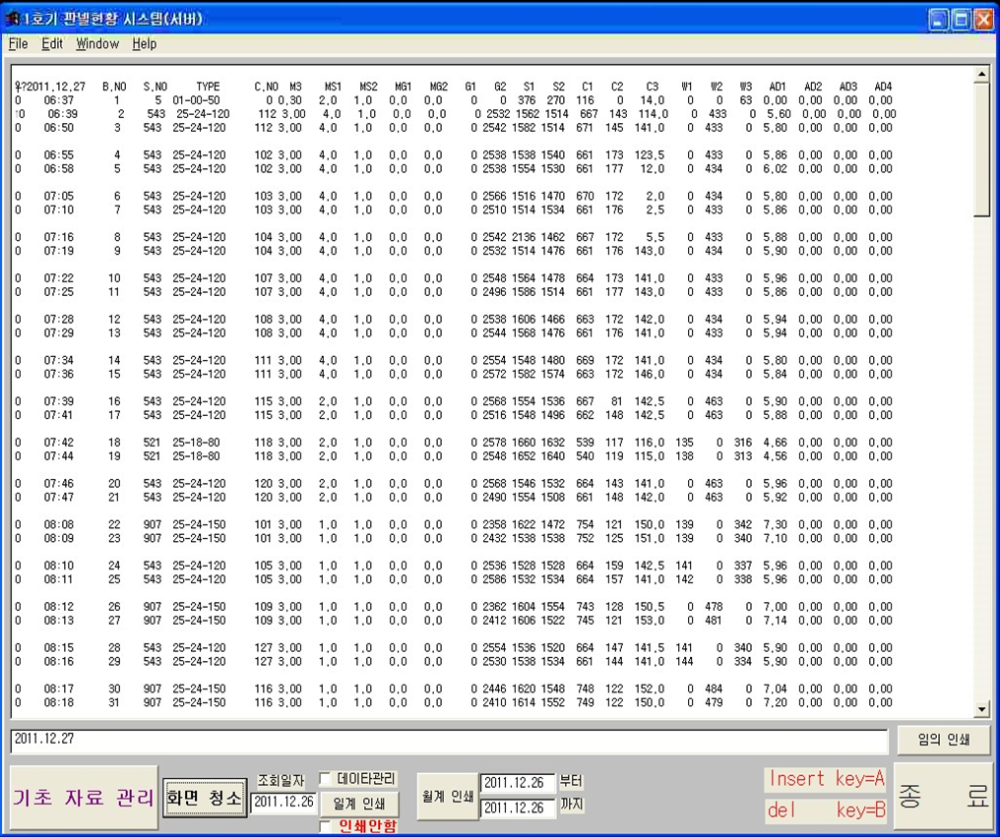 1호기 판넬현황 시스템(서버)
File Edit Window Help
?2011.12.27 B.NO S.NO TYPE C.NO M3 MS1 MS2 MG1 MG2 G1 G2 S1 S2 C1 C2 C3 W1 W2 W3 AD1 AD2 AD3 AD4
0 06:37 1 5 01-00-50 0 0.30 2.0 1.0 0.0 0.0 0 0 376 270 116 0 14.0 0 0 63 0.00 0.00 0.00 0.00
:0 06:39 2 543 25-24-120 112 3.00 4.0 1.0 0.0 0.0 0 2532 1562 1514 667 143 114.0 0 433 0 5.60 0.00 0.00 0.00
0 06:50 3 543 25-24-120 112 3.00 4.0 1.0 0.0 0.0 0 2542 1582 1514 671 145 141.0 0 433 0 5.80 0.00 0.00 0.00
0 06:55 4 543 25-24-120 102 3.00 4.0 1.0 0.0 0.0 0 2538 1538 1540 661 173 123.5 0 433 0 5.86 0.00 0.00 0.00
0 06:58 5 543 25-24-120 102 3.00 4.0 1.0 0.0 0.0 0 2538 1554 1530 661 177 12.0 0 434 0 6.02 0.00 0.00 0.00
0 07:05 6 543 25-24-120 103 3.00 4.0 1.0 0.0 0.0 0 2566 1516 1470 670 172 2.0 0 434 0 5.80 0.00 0.00 0.00
0 07:10 7 543 25-24-120 103 3.00 4.0 1.0 0.0 0.0 0 2510 1514 1534 661 176 2.5 0 433 0 5.86 0.00 0.00 0.00
0 07:16 8 543 25-24-120 104 3.00 4.0 1.0 0.0 0.0 0 2542 2136 1462 667 172 5.5 0 433 0 5.88 0.00 0.00 0.00
0 07:19 9 543 25-24-120 104 3.00 4.0 1.0 0.0 0.0 0 2532 1514 1476 661 176 143.0 0 433 0 5.90 0.00 0.00 0.00
0 07:22 10 543 25-24-120 107 3.00 4.0 1.0 0.0 0.0 0 2548 1564 1478 664 173 141.0 0 433 0 5.96 0.00 0.00 0.00
0 07:25 11 543 25-24-120 107 3.00 4.0 1.0 0.0 0.0 0 2496 1586 1514 661 177 143.0 0 433 0 5.86 0.00 0.00 0.00
0 07:28 12 543 25-24-120 108 3.00 4.0 1.0 0.0 0.0 0 2538 1606 1466 663 172 142.0 0 434 0 5.94 0.00 0.00 0.00
0 07:29 13 543 25-24-120 108 3.00 4.0 1.0 0.0 0.0 0 2544 1568 1476 661 176 141.0 0 434 0 5.94 0.00 0.00 0.00
0 07:34 14 543 25-24-120 111 3.00 4.0 1.0 0.0 0.0 0 2554 1548 1480 669 172 141.0 0 434 0 5.80 0.00 0.00 0.00
0 07:36 15 543 25-24-120 111 3.00 4.0 1.0 0.0 0.0 0 2572 1582 1574 663 172 146.0 0 434 0 5.84 0.00 0.00 0.00
0 07:39 16 543 25-24-120 115 3.00 2.0 1.0 0.0 0.0 0 2568 1554 1536 667 81 142.5 0 463 0 5.90 0.00 0.00 0.00
0 07:41 17 543 25-24-120 115 3.00 2.0 1.0 0.0 0.0 0 2516 1548 1496 662 148 142.5 0 463 0 5.88 0.00 0.00 0.00
0 07:42 18 521 25-18-80 118 3.00 2.0 1.0 0.0 0.0 0 2578 1660 1632 539 117 116.0 135 0 316 4.66 0.00 0.00 0.00
0 07:44 19 521 25-18-80 118 3.00 2.0 1.0 0.0 0.0 0 2548 1652 1640 540 119 115.0 138 0 313 4.56 0.00 0.00 0.00
0 07:46 20 543 25-24-120 120 3.00 2.0 1.0 0.0 0.0 0 2568 1546 1532 664 143 141.0 0 463 0 5.96 0.00 0.00 0.00
0 07:47 21 543 25-24-120 120 3.00 2.0 1.0 0.0 0.0 0 2490 1554 1508 661 148 142.0 0 463 0 5.92 0.00 0.00 0.00
0 08:08 22 907 25-24-150 101 3.00 1.0 1.0 0.0 0.0 0 2358 1622 1472 754 121 150.0 139 0 342 7.30 0.00 0.00 0.00
0 08:09 23 907 25-24-150 101 3.00 1.0 1.0 0.0 0.0 0 2432 1538 1538 752 125 151.0 139 0 340 7.10 0.00 0.00 0.00
0 08:10 24 543 25-24-120 105 3.00 1.0 1.0 0.0 0.0 0 2536 1528 1528 664 159 142.5 141 0 337 5.96 0.00 0.00 0.00
0 08:11 25 543 25-24-120 105 3.00 1.0 1.0 0.0 0.0 0 2586 1532 1534 664 157 141.0 142 0 338 5.96 0.00 0.00 0.00
0 08:12 26 907 25-24-150 109 3.00 1.0 1.0 0.0 0.0 0 2362 1604 1554 743 128 150.5 0 478 0 7.00 0.00 0.00 0.00
0 08:13 27 907 25-24-150 109 3.00 1.0 1.0 0.0 0.0 0 2412 1606 1522 745 121 153.0 0 481 0 7.14 0.00 0.00 0.00
0 08:15 28 543 25-24-120 127 3.00 1.0 1.0 0.0 0.0 0 2554 1536 1520 664 147 141.5 141 0 340 5.90 0.00 0.00 0.00
0 08:16 29 543 25-24-120 127 3.00 1.0 1.0 0.0 0.0 0 2530 1538 1534 661 144 141.0 144 0 334 5.90 0.00 0.00 0.00
0 08:17 30 907 25-24-150 116 3.00 1.0 1.0 0.0 0.0 0 2446 1620 1548 748 122 152.0 0 484 0 7.04 0.00 0.00 0.00
0 08:18 31 907 25-24-150 116 3.00 1.0 1.0 0.0 0.0 0 2410 1614 1552 749 122 150.0 0 479 0 7.20 0.00 0.00 0.00
2011.12.27
임의 인쇄
기초 자료 관리
화면 청소
조회일자
2011.12.26
데이타관리
일계 인쇄
인쇄안함
월계 인쇄
2011.12.26 부터
2011.12.26 까지
Insert key=A
del key=B
종 료